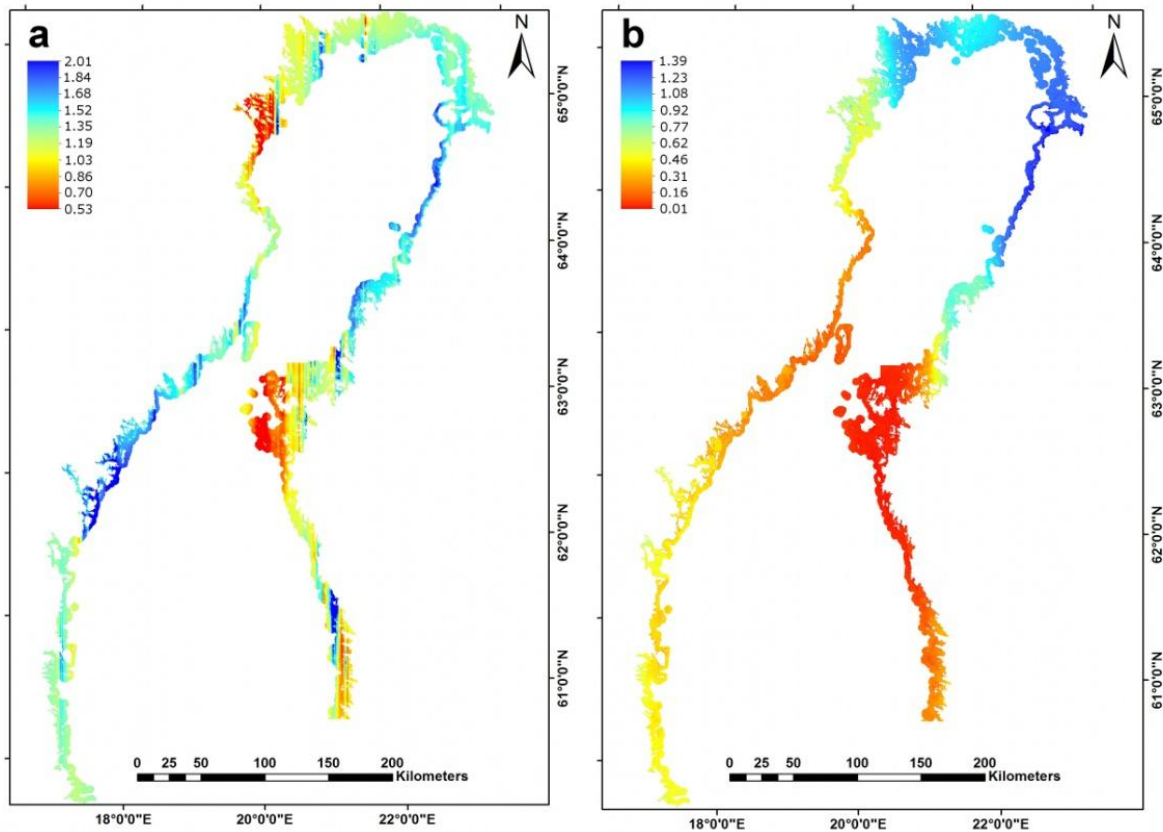 a
2.01
1.84
1.68
1.52
1.35
1.19
1.03
0.86
0.70
0.53
N
65°0'0"N
64°0'0"N
63°0'0"N
62°0'0"N
61°0'0"N
0 25 50 100 150 200
Kilometers
18°0'0"E 20°0'0"E 22°0'0"E
b
1.39
1.23
1.08
0.92
0.77
0.62
0.46
0.31
0.16
0.01
N
65°0'0"N
64°0'0"N
63°0'0"N
62°0'0"N
61°0'0"N
0 25 50 100 150 200
Kilometers
18°0'0"E 20°0'0"E 22°0'0"E